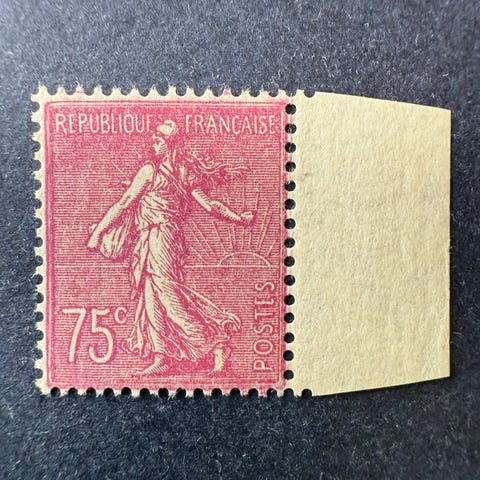 REPUBLIQUE FRANÇAISE
75c
POSTES